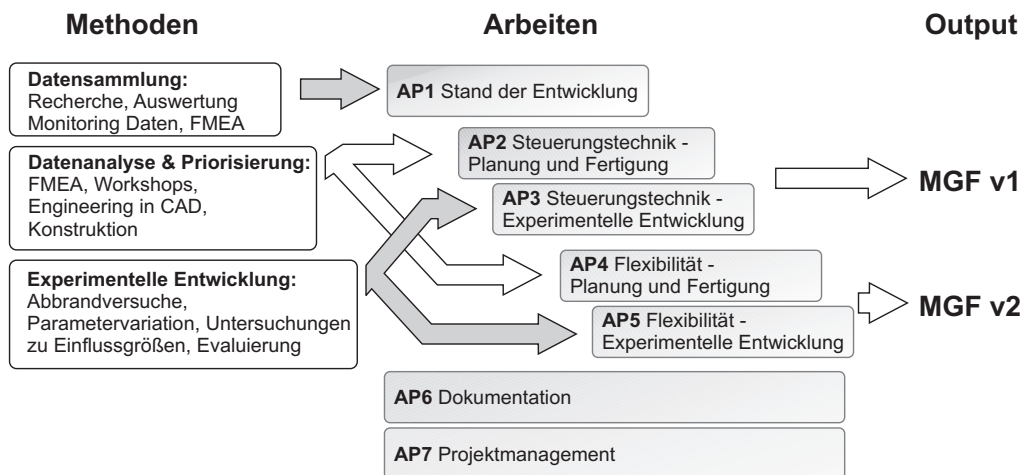 Methoden
Arbeiten
Output
Datensammlung:
Recherche, Auswertung
Monitoring Daten, FMEA
Datenanalyse & Priorisierung:
FMEA, Workshops,
Engineering in CAD,
Konstruktion
Experimentelle Entwicklung:
Abbrandversuche,
Parametervariation, Untersuchungen
zu Einflussgrößen, Evaluierung
AP1 Stand der Entwicklung
AP2 Steuerungstechnik -
Planung und Fertigung
AP3 Steuerungstechnik -
Experimentelle Entwicklung
AP4 Flexibilität -
Planung und Fertigung
AP5 Flexibilität -
Experimentelle Entwicklung
AP6 Dokumentation
AP7 Projektmanagement
MGF v1
MGF v2